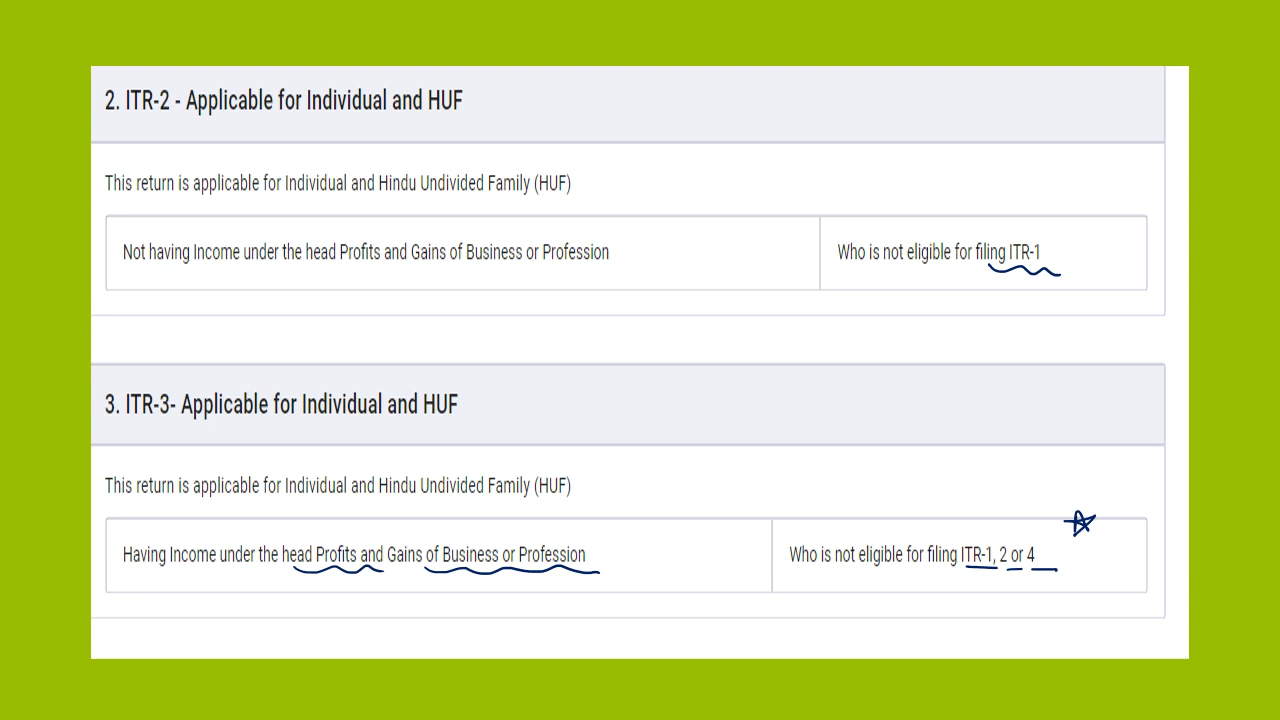 2. ITR-2 - Applicable for Individual and HUF
This return is applicable for Individual and Hindu Undivided Family (HUF)
Not having Income under the head Profits and Gains of Business or Profession
Who is not eligible for filing ITR-1
3. ITR-3- Applicable for Individual and HUF
This return is applicable for Individual and Hindu Undivided Family (HUF)
Having Income under the head Profits and Gains of Business or Profession
Who is not eligible for filing ITR-1, 2 or 4